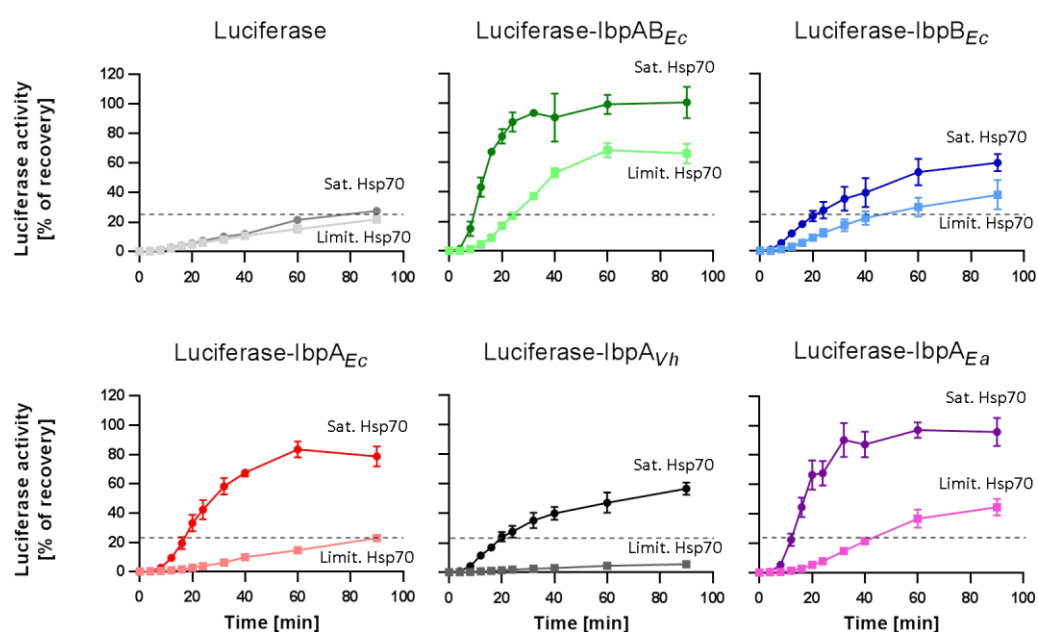 Luciferase
Luciferase-IbpAB Ec
Luciferase-IbpB Ec
Luciferase activity
[% of recovery]
120
100
80
60
40
20
0
Sat. Hsp70
Limit. Hsp70
0 20 40 60 80 100
Sat. Hsp70
Limit. Hsp70
0 20 40 60 80 100
Sat. Hsp70
Limit. Hsp70
0 20 40 60 80 100
Luciferase-IbpA Ec
Luciferase-IbpA Vh
Luciferase-IbpA Ea
Luciferase activity
[% of recovery]
120
100
80
60
40
20
0
Sat. Hsp70
Limit. Hsp70
0 20 40 60 80 100
Time [min]
Sat. Hsp70
Limit. Hsp70
0 20 40 60 80 100
Time [min]
Sat. Hsp70
Limit. Hsp70
0 20 40 60 80 100
Time [min]